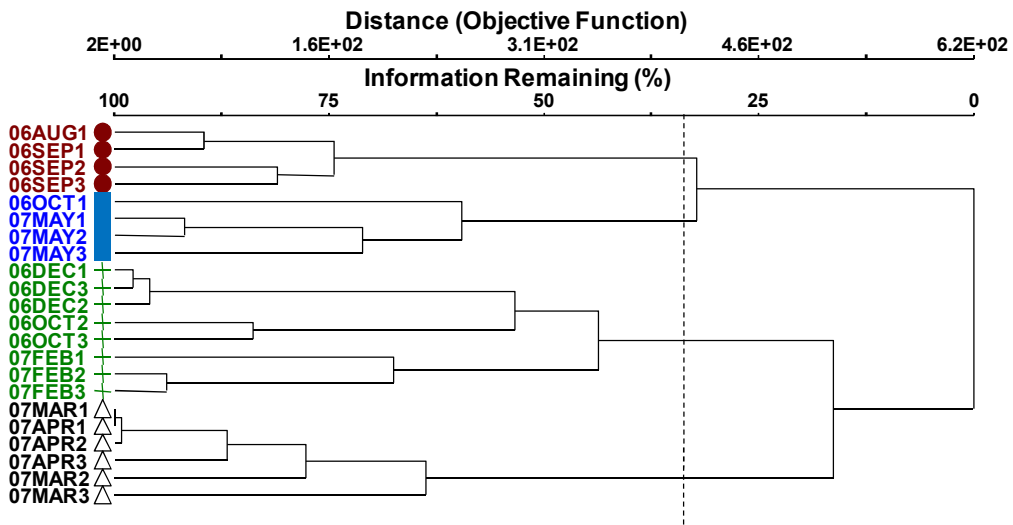 Distance (Objective Function)
2E+00 1.6E+02 3.1E+02 4.6E+02 6.2E+02
Information Remaining (%)
100 75 50 25 0
06AUG1
06SEP1
06SEP2
06SEP3
06OCT1
07MAY1
07MAY2
07MAY3
06DEC1
06DEC3
06DEC2
06OCT2
06OCT3
07FEB1
07FEB2
07FEB3
07MAR1
07APR1
07APR2
07APR3
07MAR2
07MAR3